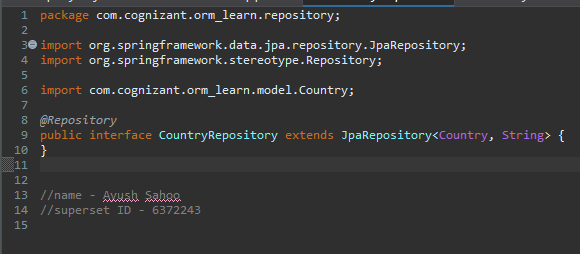 1 package com.cognizant.orm_learn.repository;
2
3 import org.springframework.data.jpa.repository.JpaRepository;
4 import org.springframework.stereotype.Repository;
5
6 import com.cognizant.orm_learn.model.Country;
7
8 @Repository
9 public interface CountryRepository extends JpaRepository<Country, String> {
10 }
11
12
13 //name - Ayush Sahoo
14 //superset ID - 6372243
15